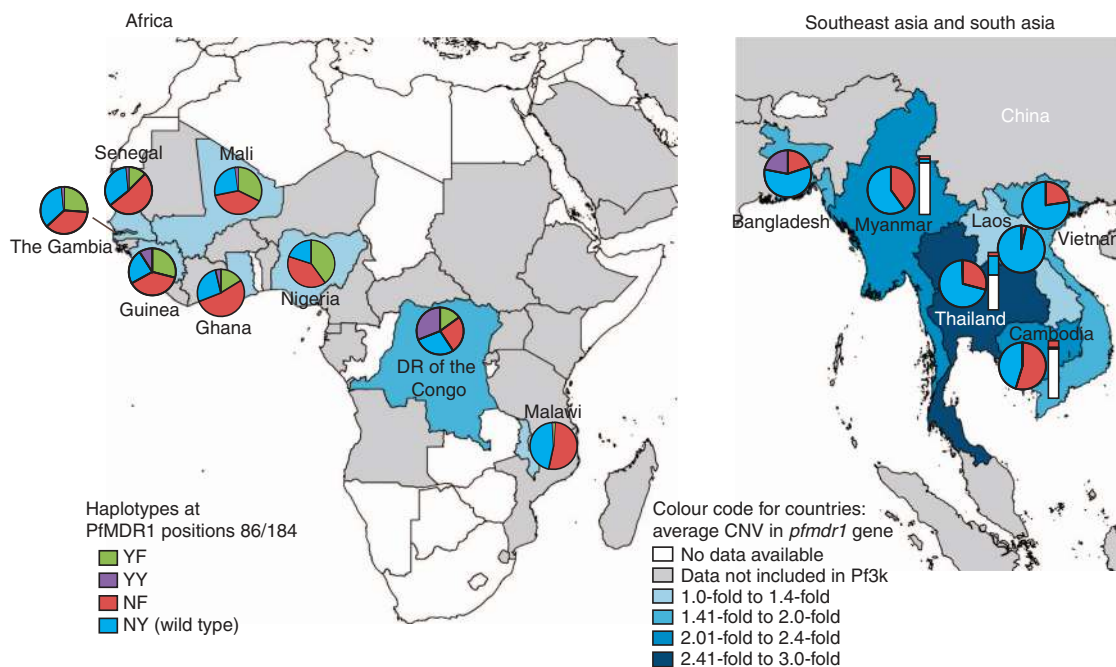 Africa
Southeast asia and south asia
China
Senegal
Mali
The Gambia
Guinea
Ghana
Nigeria
DR of the
Congo
Malawi
Bangladesh
Myanmar
Laos
Vietnar
Thailand
Cambodia
Haplotypes at
PfMDR1 positions 86/184
YF
YY
NF
NY (wild type)
Colour code for countries:
average CNV in pfmdr1 gene
No data available
Data not included in Pf3k
1.0-fold to 1.4-fold
1.41-fold to 2.0-fold
2.01-fold to 2.4-fold
2.41-fold to 3.0-fold